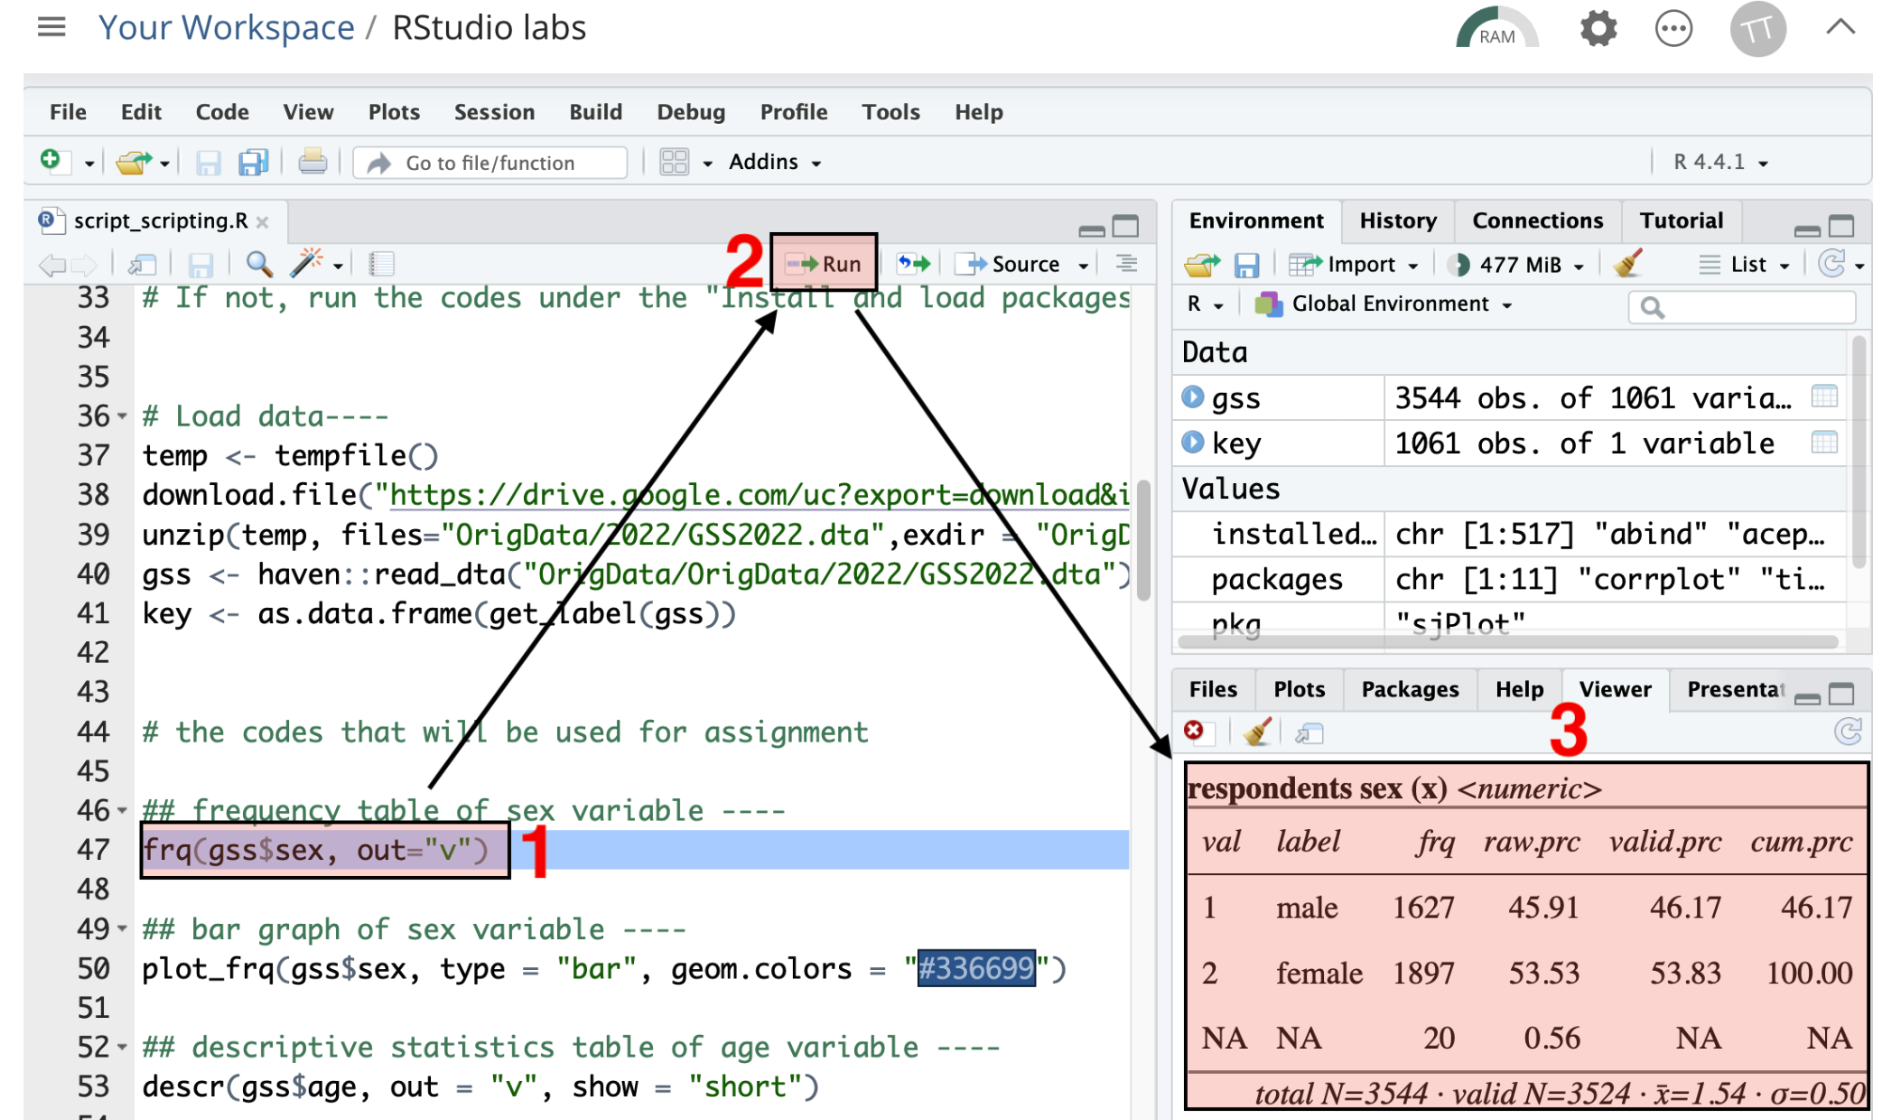 Your Workspace / RStudio labs
RAM
TT
File Edit Code View Plots Session Build Debug Profile Tools Help
Go to file/function
Addins
R 4.4.1
script_scripting.R
2
Run
Source
33 # If not, run the codes under the "Install and load packages
34
35
36 # Load data----
37 temp <- tempfile()
38 download.file("https://drive.google.com/uc?export=download&i
39 unzip(temp, files="OrigData/2022/GSS2022.dta",exdir = "OrigD
40 gss <- haven::read_dta("OrigData/OrigData/2022/GSS2022.dta")
41 key <- as.data.frame(get_label(gss))
42
43
44 # the codes that will be used for assignment
45
46 ## frequency table of sex variable ----
47 frq(gss$sex, out="v") 1
48
49 ## bar graph of sex variable ----
50 plot_frq(gss$sex, type = "bar", geom.colors = "#336699")
51
52 ## descriptive statistics table of age variable ----
53 descr(gss$age, out = "v", show = "short")
Environment History Connections Tutorial
Import 477 MiB List
R Global Environment
Data
gss 3544 obs. of 1061 varia…
key 1061 obs. of 1 variable
Values
installed… chr [1:517] "abind" "acep…
packages chr [1:11] "corrplot" "ti…
pkg "sjPlot"
Files Plots Packages Help Viewer Presentat
3
respondents sex (x) <numeric>
val label frq raw.prc valid.prc cum.prc
1 male 1627 45.91 46.17 46.17
2 female 1897 53.53 53.83 100.00
NA NA 20 0.56 NA NA
total N=3544 · valid N=3524 · x̄=1.54 · σ=0.50